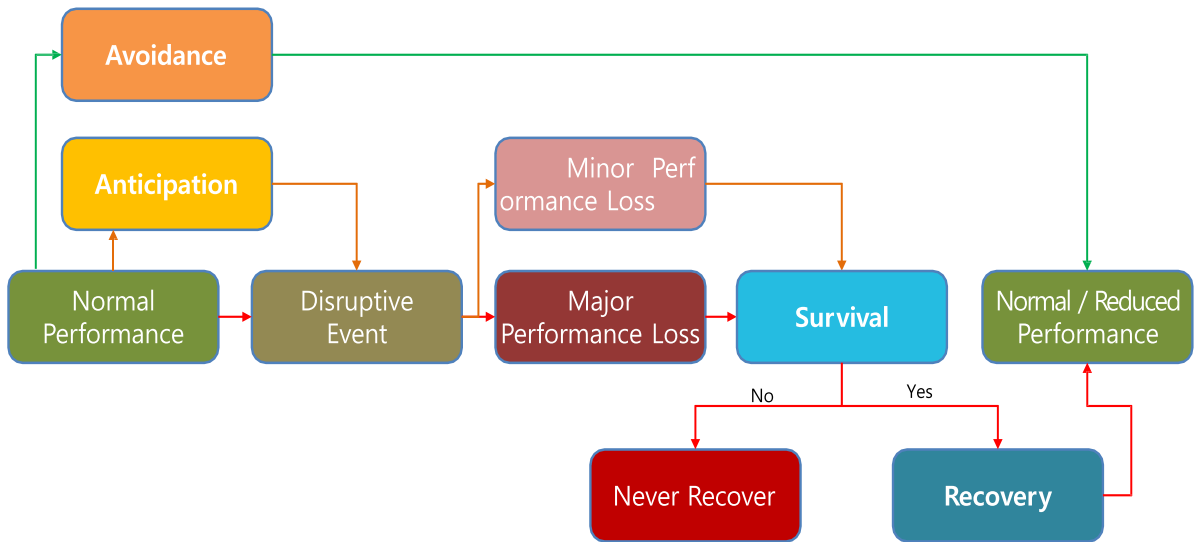 Avoidance
Anticipation
Minor Perf
ormance Loss
Normal
Performance
Disruptive
Event
Major
Performance Loss
Survival
Normal / Reduced
Performance
No
Yes
Never Recover
Recovery